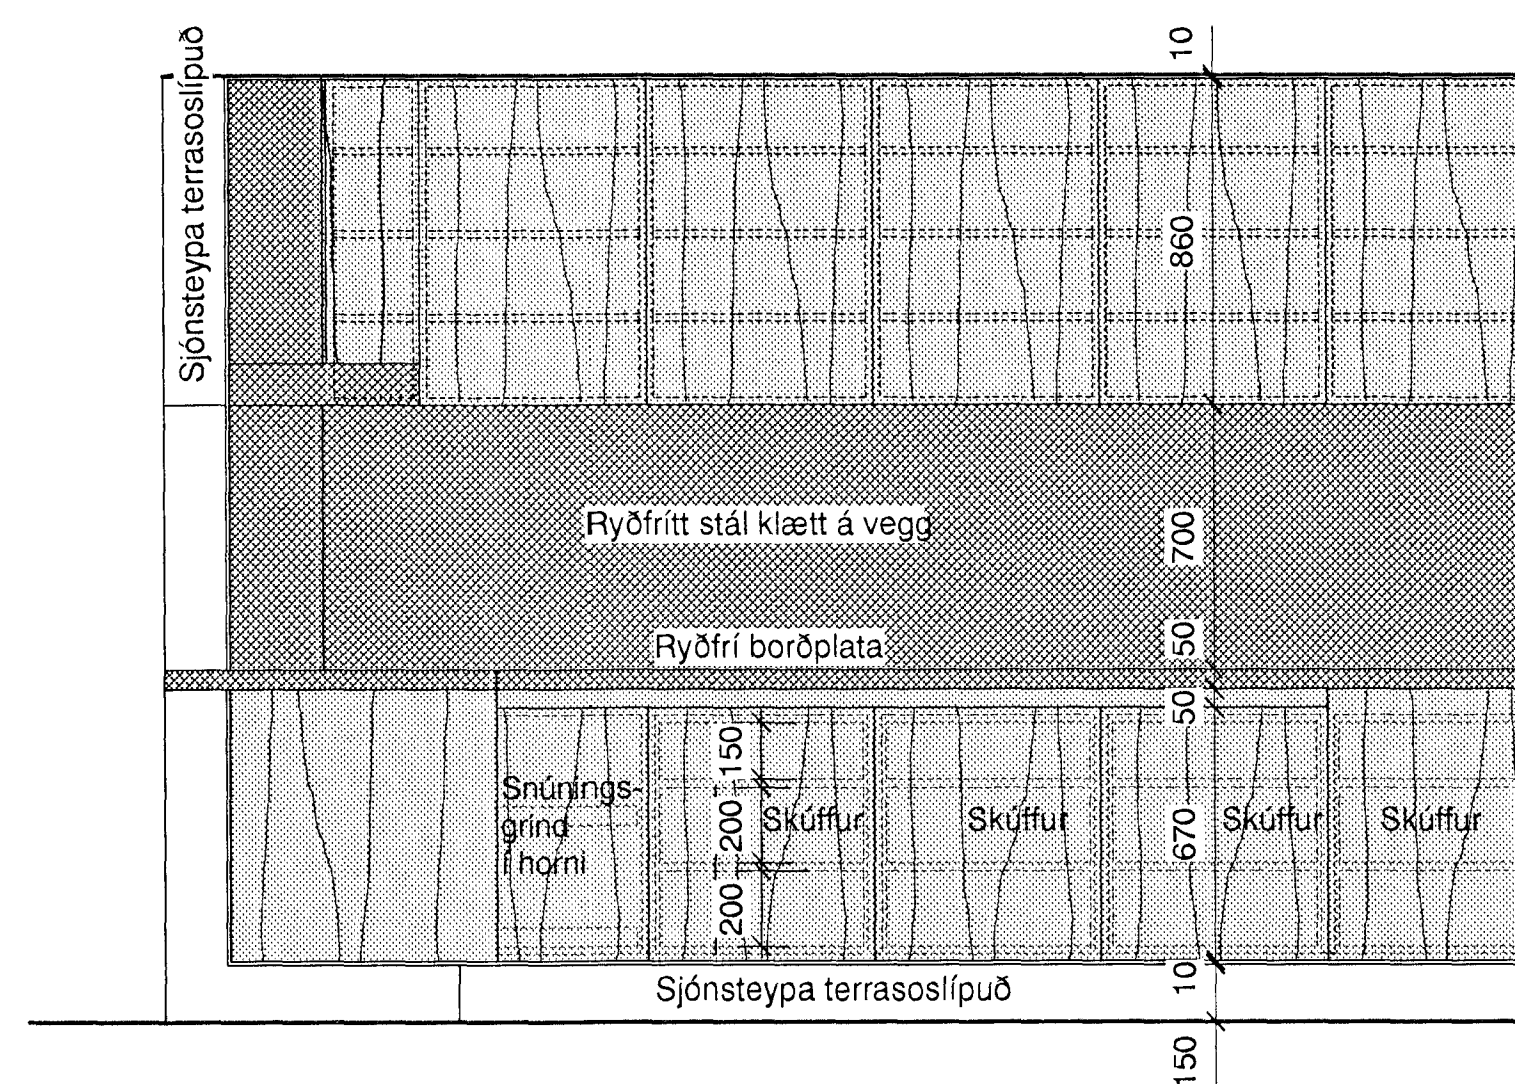 Sjónsteypa terrasoslípuð
10
860
Ryðfrítt stál klætt á vegg
700
Ryðfrí borðplata
50
50
150
Snúnings-
grind
í horni
200
Skúffur
Skúffur
670
Skúffur
Skúffur
200
Sjónsteypa terrasoslípuð
10
150